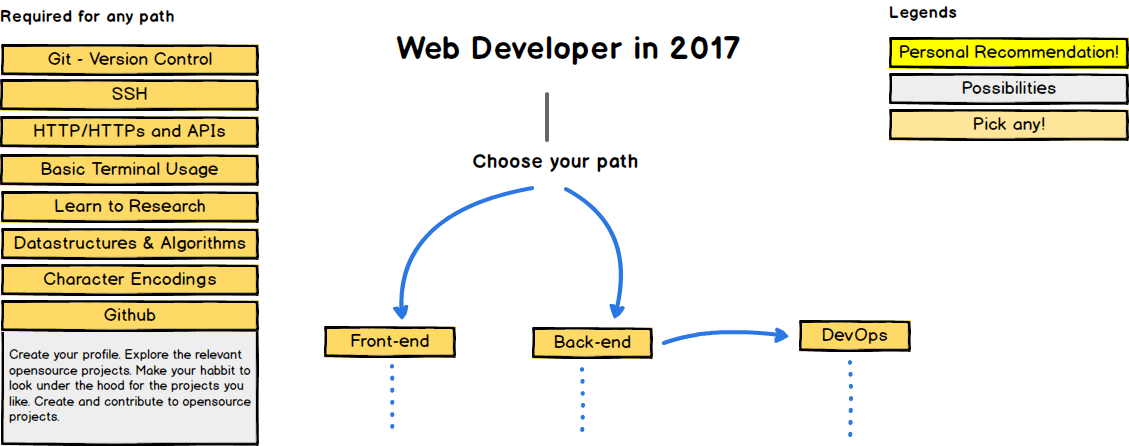 Required for any path
Git - Version Control
SSH
HTTP/HTTPs and APIs
Basic Terminal Usage
Learn to Research
Datastructures & Algorithms
Character Encodings
Github
Create your profile. Explore the relevant
opensource projects. Make your habbit to
look under the hood for the projects you
like. Create and contribute to opensource
projects.
Web Developer in 2017
Choose your path
Front-end
Back-end
DevOps
Legends
Personal Recommendation!
Possibilities
Pick any!